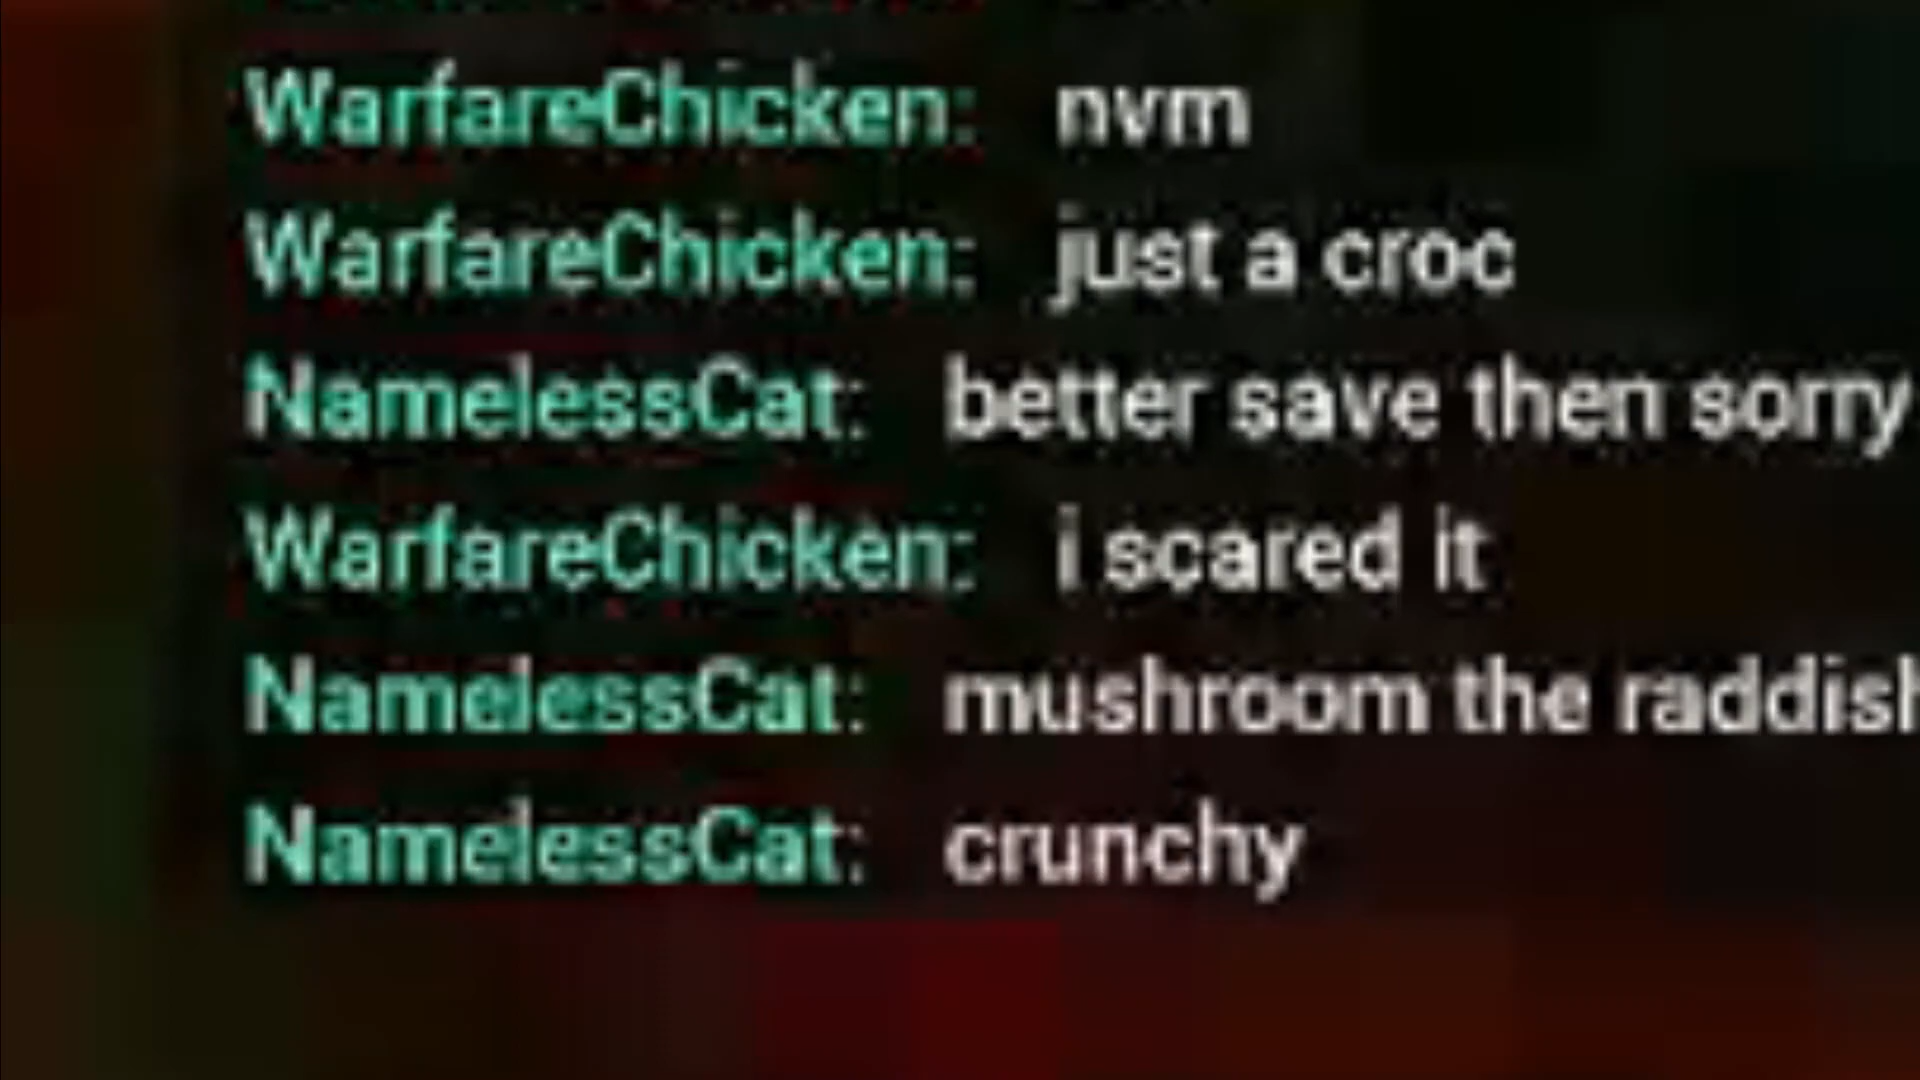 WarfareChicken: nvm
WarfareChicken: just a croc
NamelessCat: better save then sorry
WarfareChicken: i scared it
NamelessCat: mushroom the raddish
NamelessCat: crunchy